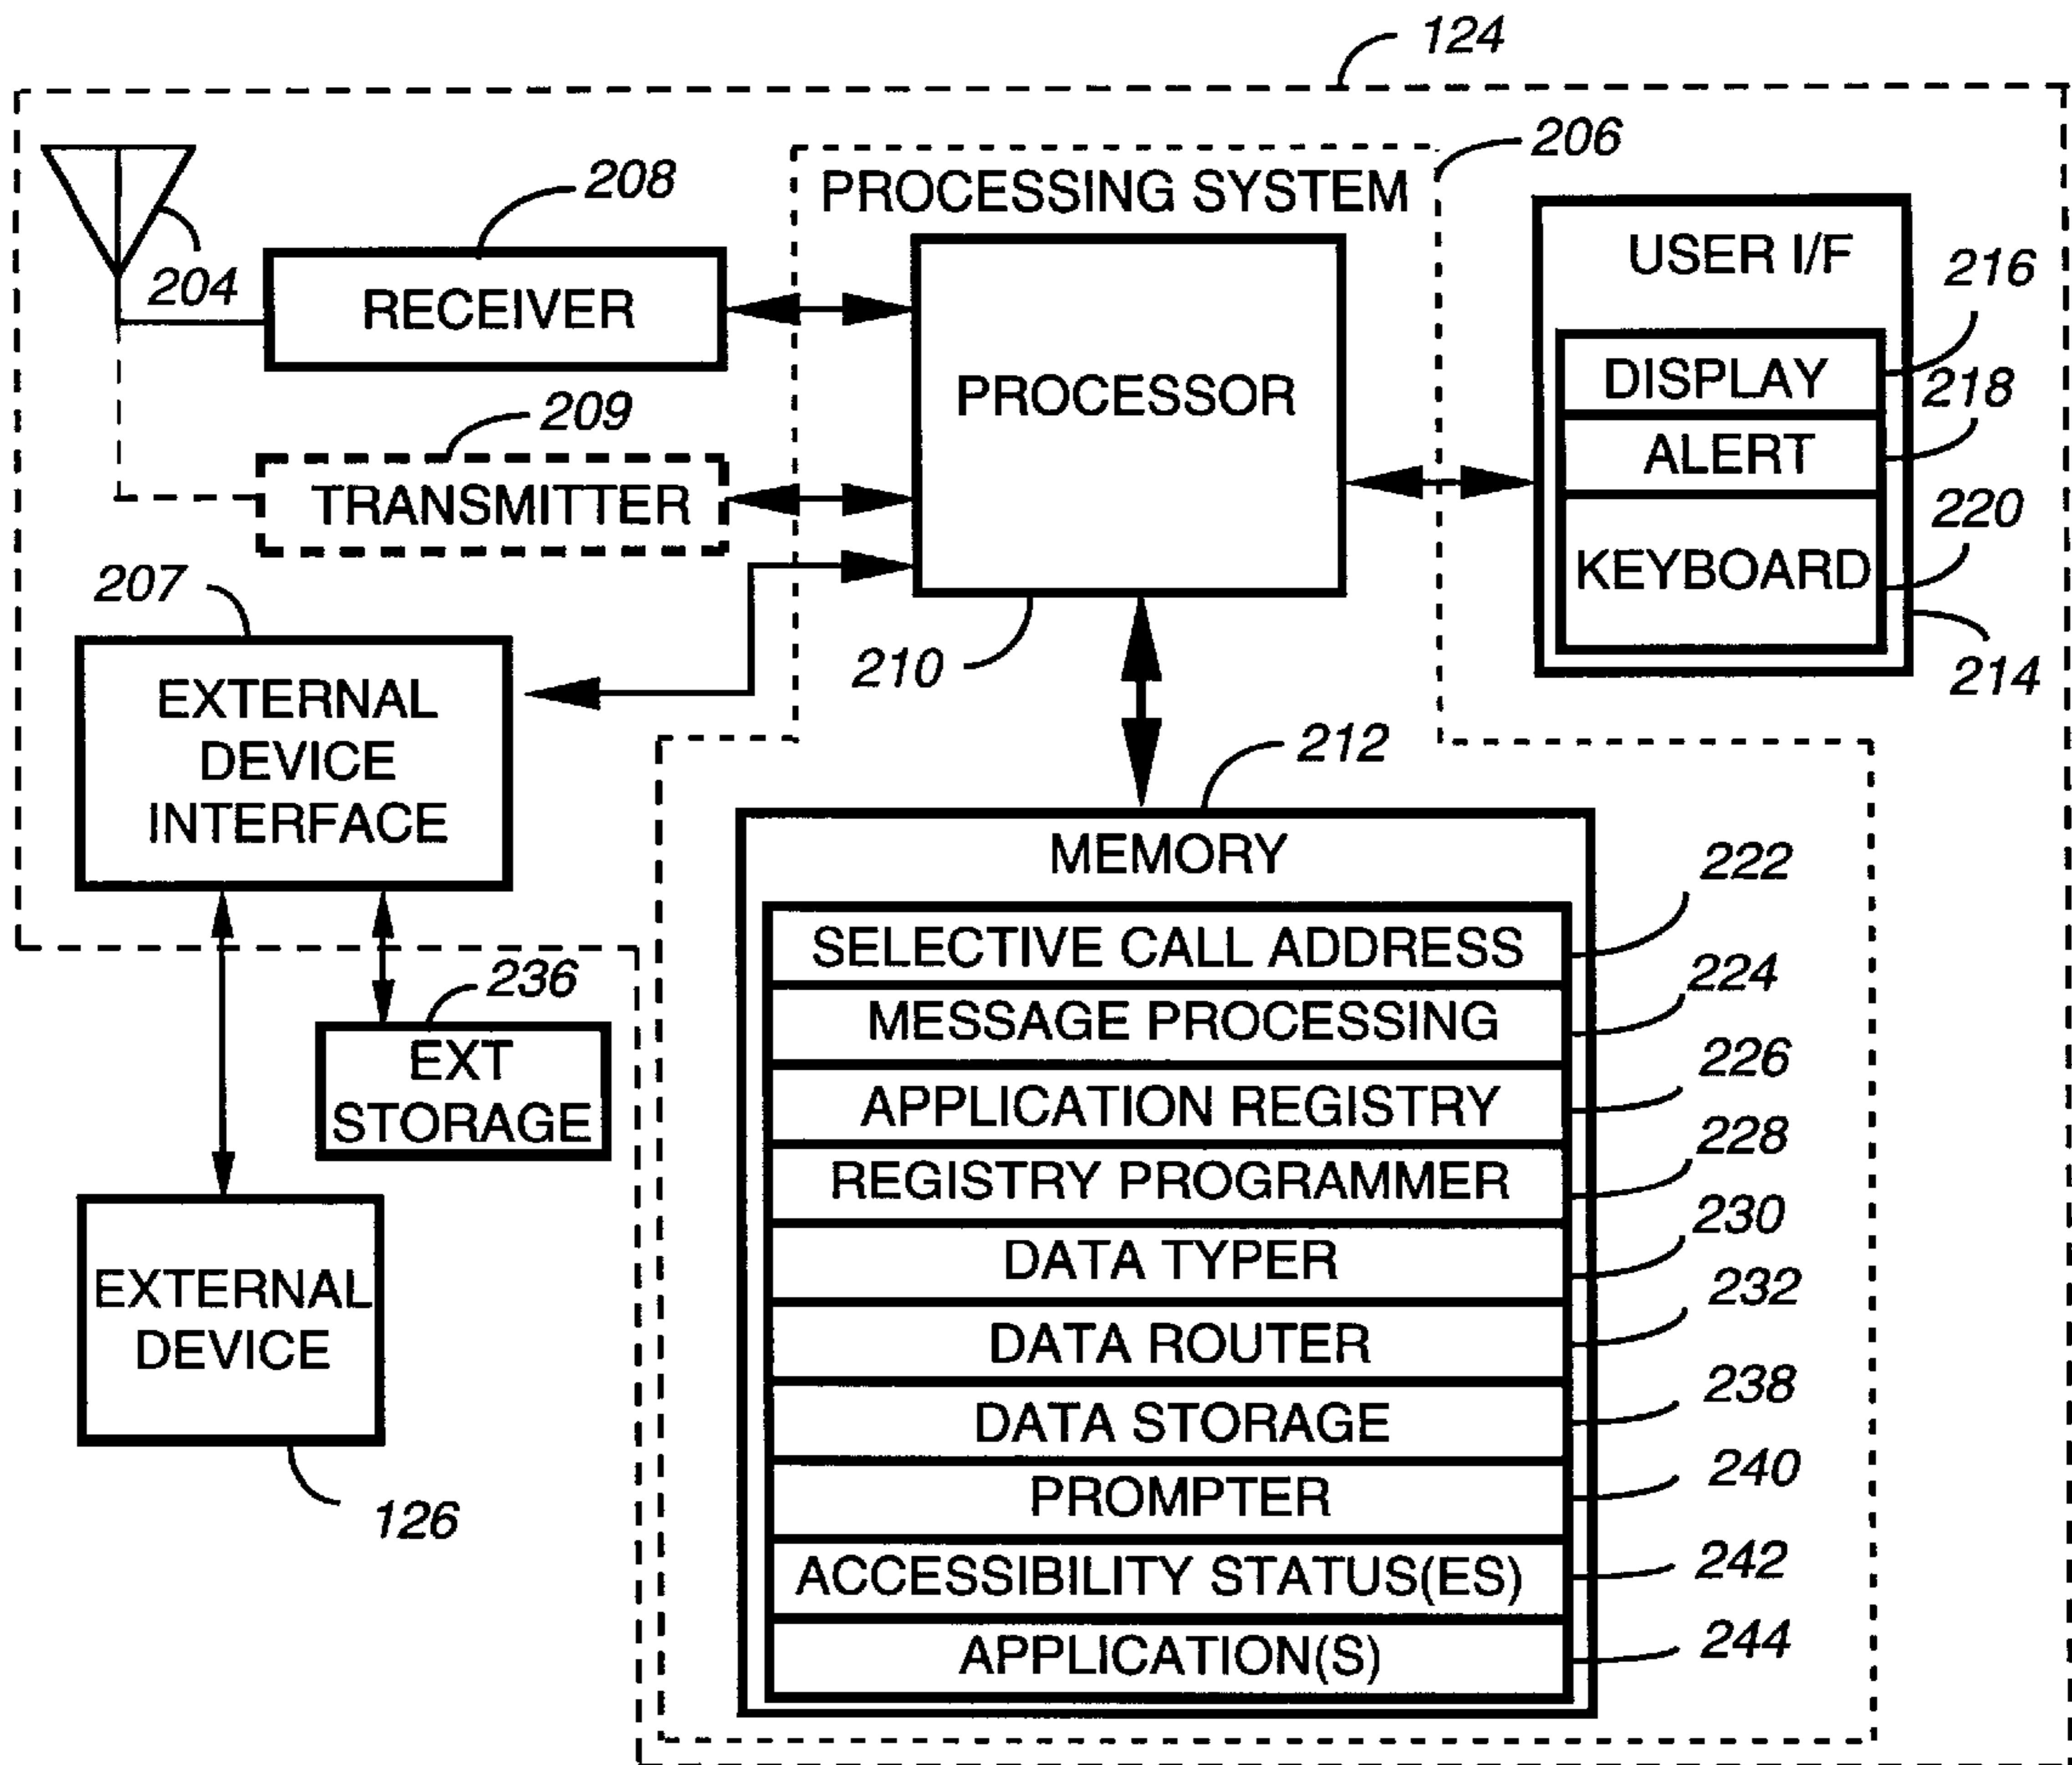 124
206
PROCESSING SYSTEM
208
204
RECEIVER
209
TRANSMITTER
PROCESSOR
210
USER I/F
216
DISPLAY
218
ALERT
220
KEYBOARD
214
207
EXTERNAL
DEVICE
INTERFACE
236
EXT
STORAGE
EXTERNAL
DEVICE
126
212
MEMORY
222
SELECTIVE CALL ADDRESS
224
MESSAGE PROCESSING
226
APPLICATION REGISTRY
228
REGISTRY PROGRAMMER
230
DATA TYPER
232
DATA ROUTER
238
DATA STORAGE
240
PROMPTER
242
ACCESSIBILITY STATUS(ES)
244
APPLICATION(S)